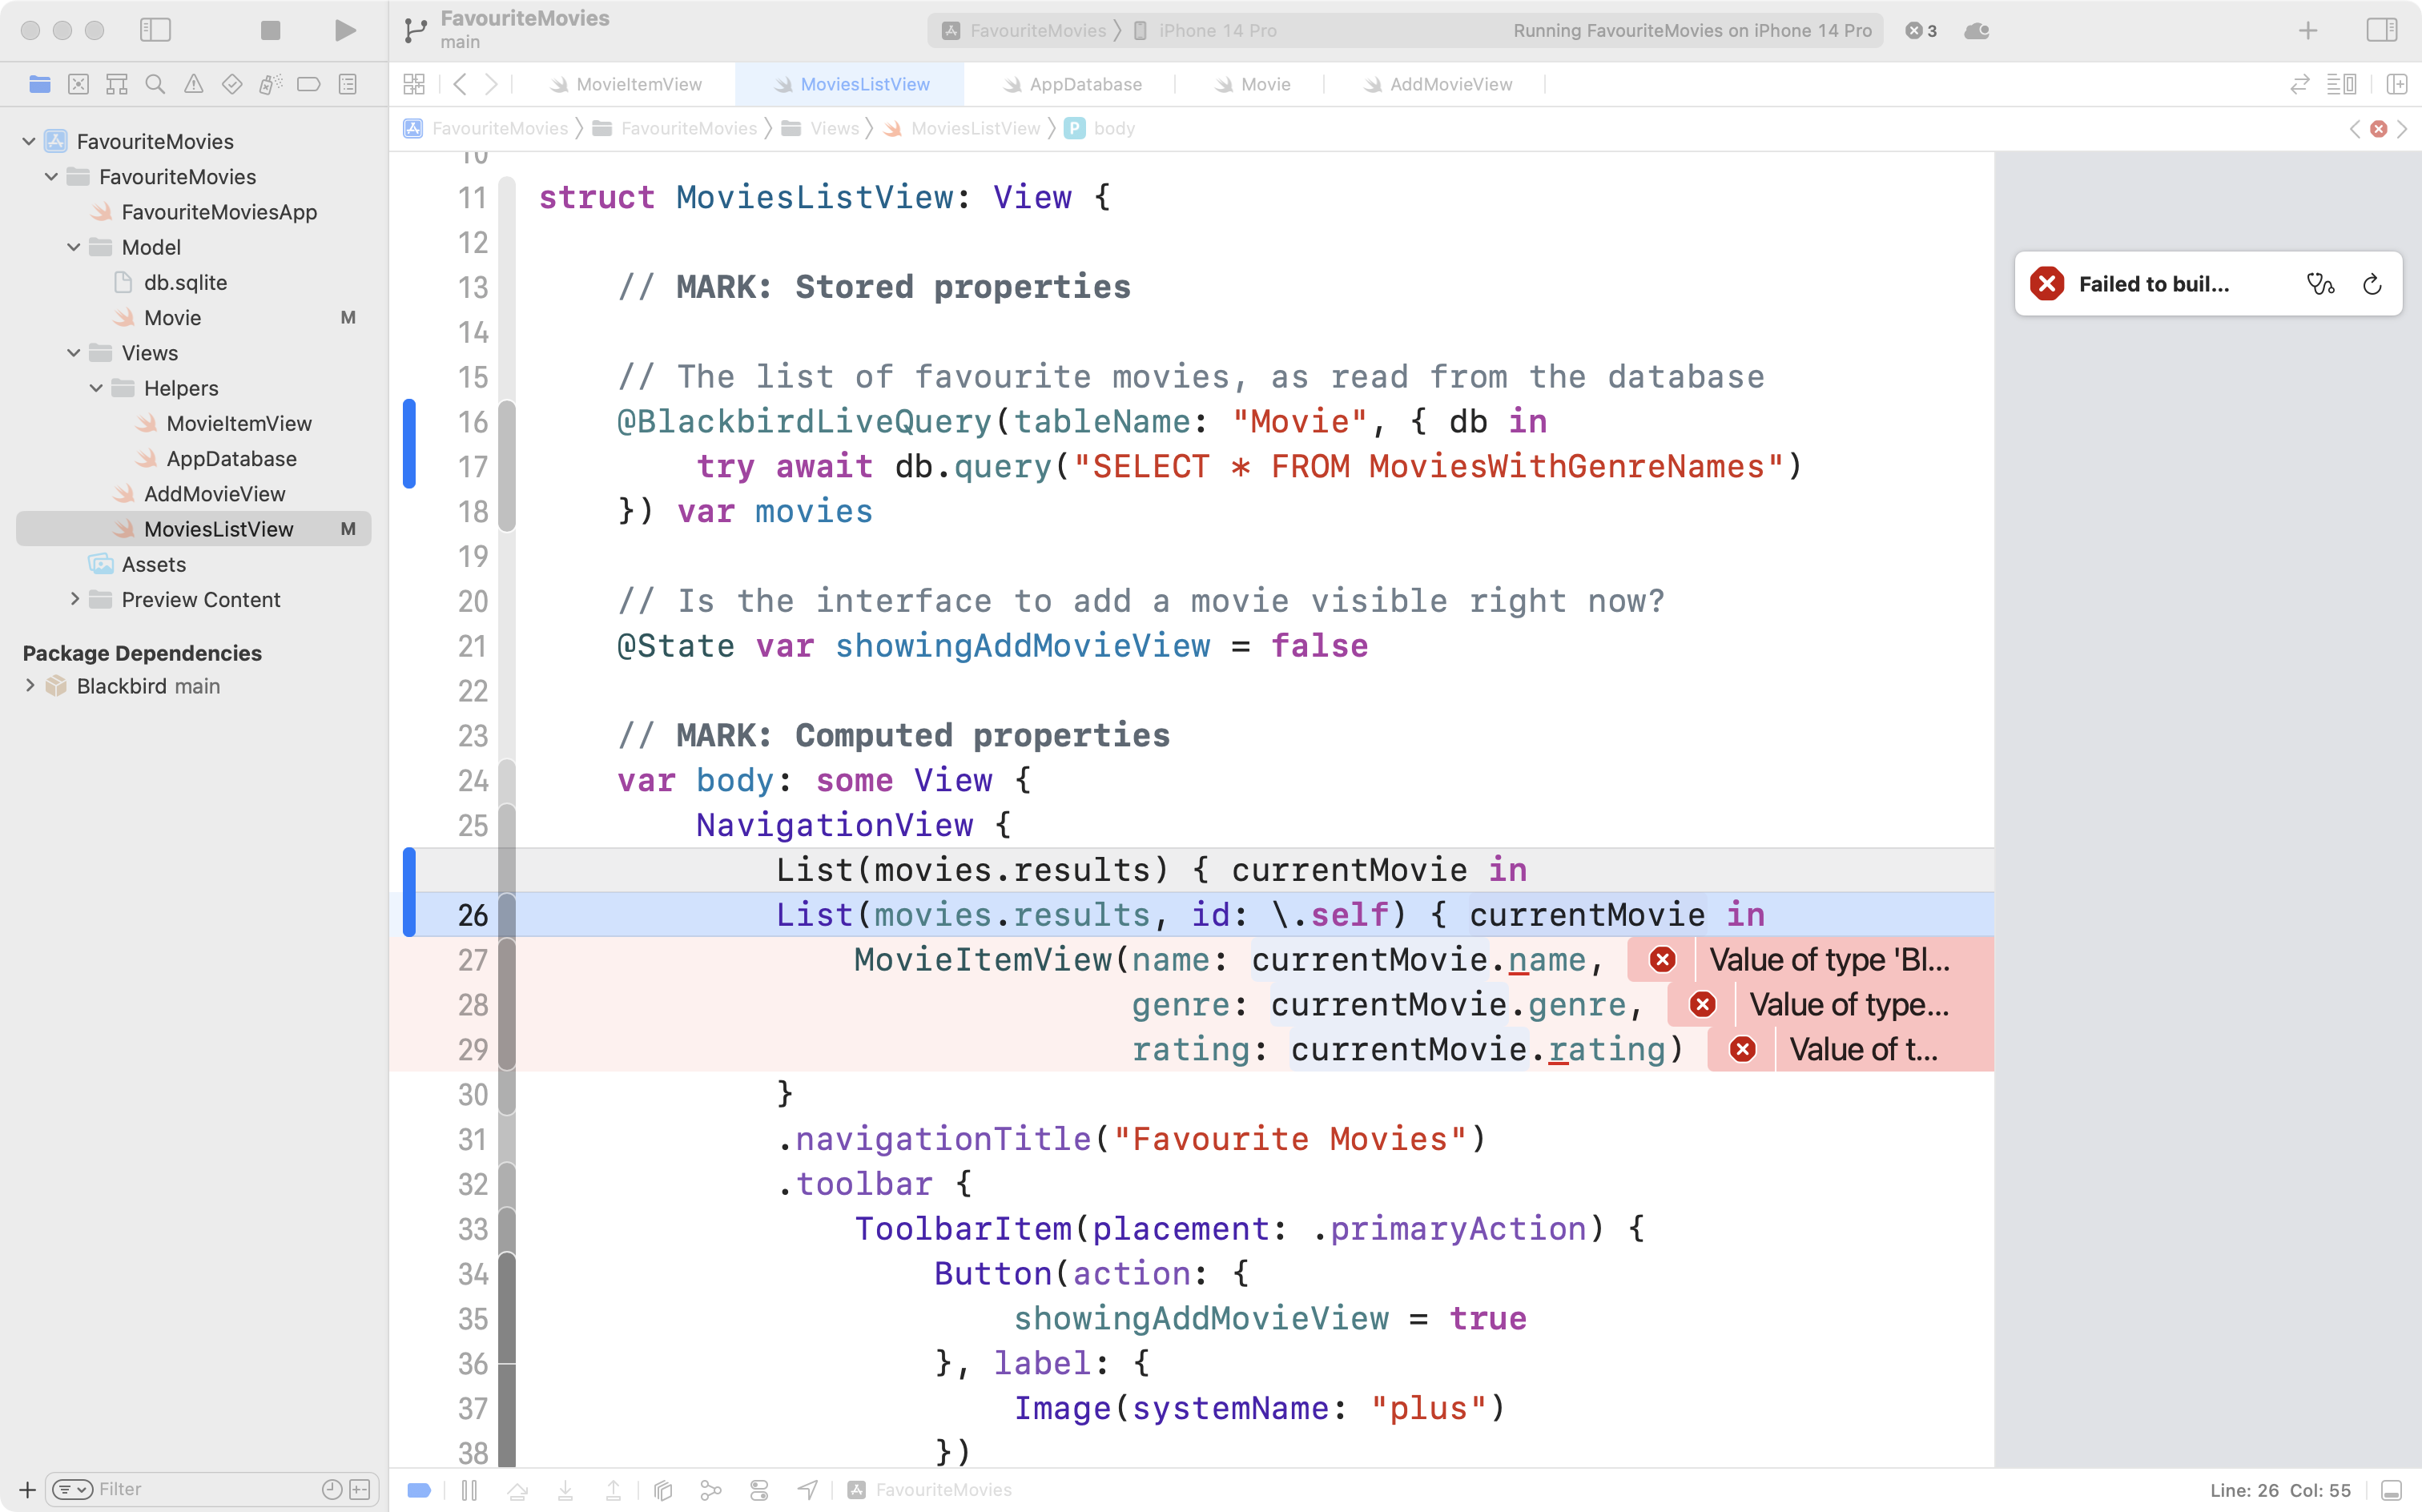 FavouriteMovies
main
FavouriteMovies
iPhone 14 Pro
Running FavouriteMovies on iPhone 14 Pro
3
MovieItemView
MoviesListView
AppDatabase
Movie
AddMovieView
FavouriteMovies
FavouriteMovies
Views
MoviesListView
P
body
FavouriteMovies
FavouriteMovies
FavouriteMoviesApp
Model
db.sqlite
Movie M
Views
Helpers
MovieItemView
AppDatabase
AddMovieView
MoviesListView M
Assets
Preview Content
Package Dependencies
Blackbird main
Filter
10
11 struct MoviesListView: View {
12
13 // MARK: Stored properties
14
15 // The list of favourite movies, as read from the database
16 @BlackbirdLiveQuery(tableName: "Movie", { db in
17 try await db.query("SELECT * FROM MoviesWithGenreNames")
18 }) var movies
19
20 // Is the interface to add a movie visible right now?
21 @State var showingAddMovieView = false
22
23 // MARK: Computed properties
24 var body: some View {
25 NavigationView {
List(movies.results) { currentMovie in
26 List(movies.results, id: \.self) { currentMovie in
27 MovieItemView(name: currentMovie.name, Value of type 'Bl...
28 genre: currentMovie.genre, Value of type...
29 rating: currentMovie.rating) Value of t...
30 }
31 .navigationTitle("Favourite Movies")
32 .toolbar {
33 ToolbarItem(placement: .primaryAction) {
34 Button(action: {
35 showingAddMovieView = true
36 }, label: {
37 Image(systemName: "plus")
38 })
Failed to buil...
FavouriteMovies
Line: 26 Col: 55